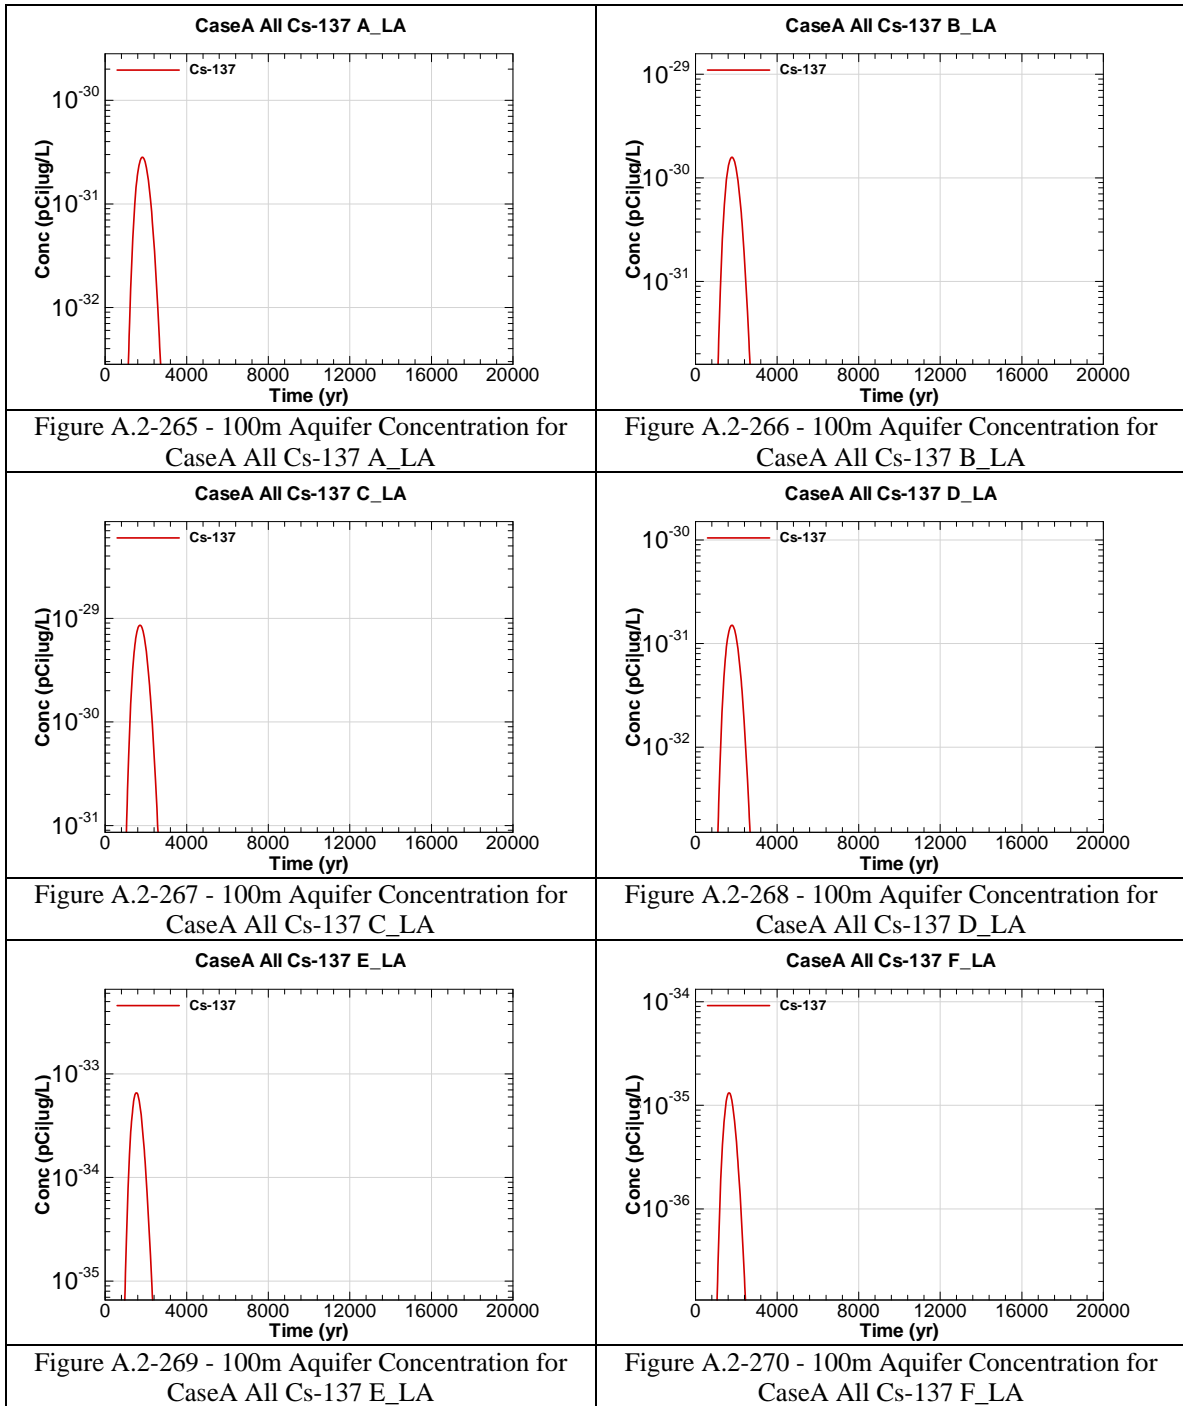 CaseA All Cs-137 A_LA
Cs-137
10-30
10-31
10-32
Conc (pCi|ug/L)
0 4000 8000 12000 16000 20000
Time (yr)
Figure A.2-265 - 100m Aquifer Concentration for
CaseA All Cs-137 A_LA
CaseA All Cs-137 B_LA
Cs-137
10-29
10-30
10-31
Conc (pCi|ug/L)
0 4000 8000 12000 16000 20000
Time (yr)
Figure A.2-266 - 100m Aquifer Concentration for
CaseA All Cs-137 B_LA
CaseA All Cs-137 C_LA
Cs-137
10-29
10-30
10-31
Conc (pCi|ug/L)
0 4000 8000 12000 16000 20000
Time (yr)
Figure A.2-267 - 100m Aquifer Concentration for
CaseA All Cs-137 C_LA
CaseA All Cs-137 D_LA
Cs-137
10-30
10-31
10-32
Conc (pCi|ug/L)
0 4000 8000 12000 16000 20000
Time (yr)
Figure A.2-268 - 100m Aquifer Concentration for
CaseA All Cs-137 D_LA
CaseA All Cs-137 E_LA
Cs-137
10-33
10-34
10-35
Conc (pCi|ug/L)
0 4000 8000 12000 16000 20000
Time (yr)
Figure A.2-269 - 100m Aquifer Concentration for
CaseA All Cs-137 E_LA
CaseA All Cs-137 F_LA
Cs-137
10-34
10-35
10-36
Conc (pCi|ug/L)
0 4000 8000 12000 16000 20000
Time (yr)
Figure A.2-270 - 100m Aquifer Concentration for
CaseA All Cs-137 F_LA